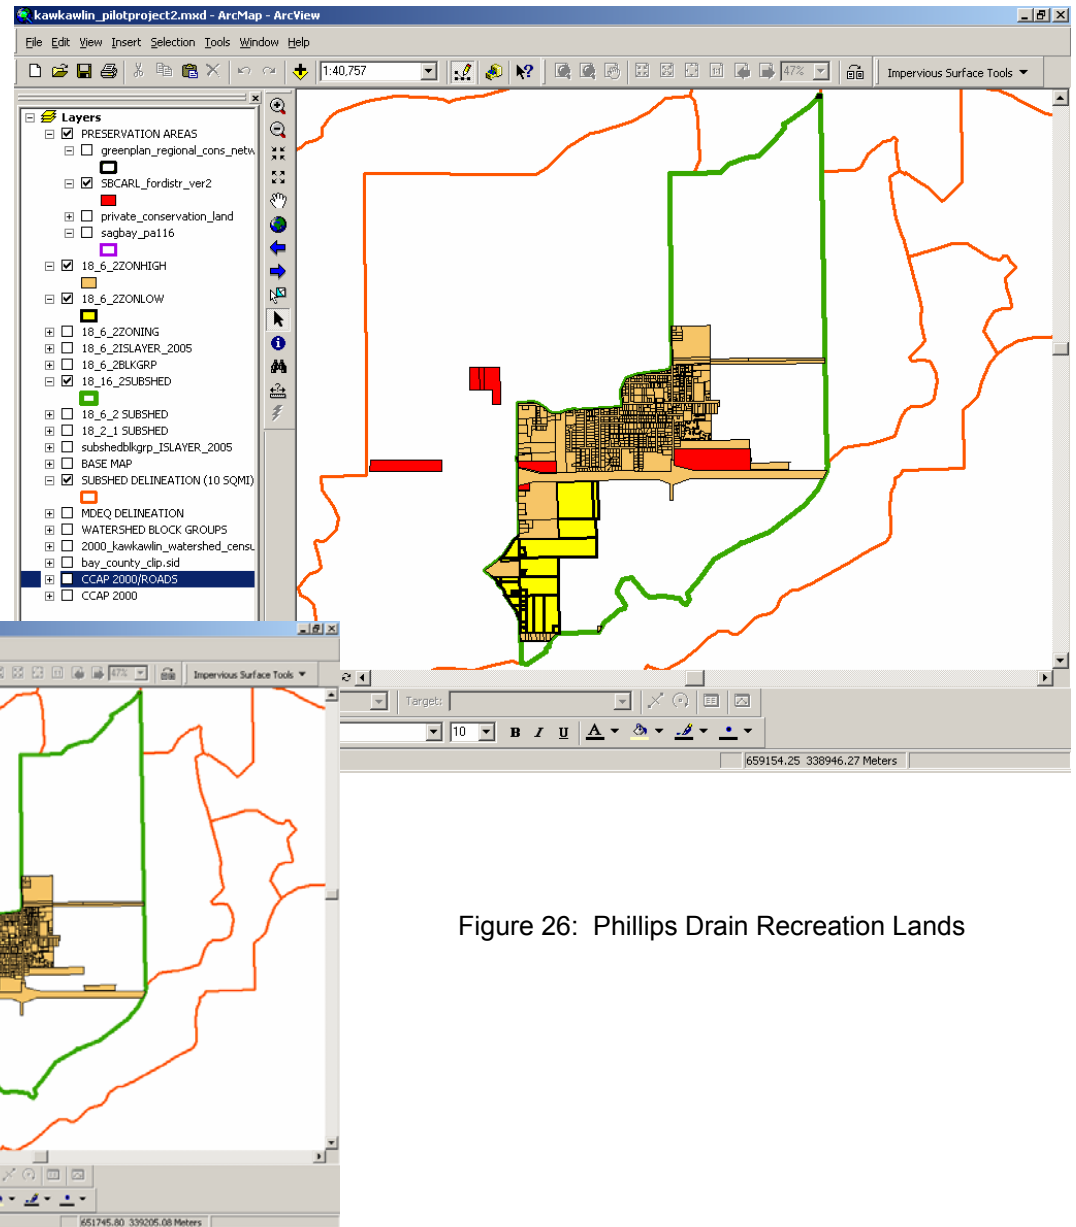 kawkawlin_pilotproject2.mxd - ArcMap - ArcView
File Edit View Insert Selection Tools Window Help
1:40,757
47%
Impervious Surface Tools
Layers
PRESERVATION AREAS
greenplan_regional_cons_netw
SBCARL_fordistr_ver2
private_conservation_land
sagbay_pa116
18_6_2ZONHIGH
18_6_2ZONLOW
18_6_2ZONING
18_6_2ISLAYER_2005
18_6_2BLKGRP
18_16_2SUBSHED
18_6_2 SUBSHED
18_2_1 SUBSHED
subshedblkgrp_ISLAYER_2005
BASE MAP
SUBSHED DELINEATION (10 SQMI)
MDEQ DELINEATION
WATERSHED BLOCK GROUPS
2000_kawkawlin_watershed_censu
bay_county_clip.sid
CCAP 2000/ROADS
CCAP 2000
47%
Impervious Surface Tools
Target:
10 B I U A
659154.25 338946.27 Meters
Figure 26: Phillips Drain Recreation Lands
651745.80 339205.08 Meters